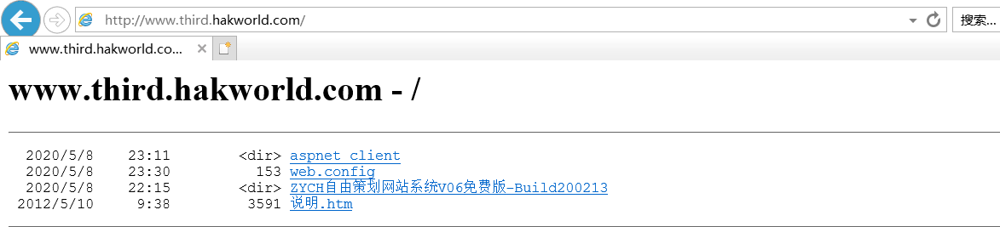 http://www.third.hakworld.com/
搜索...
www.third.hakworld.co...
www.third.hakworld.com - /
2020/5/8 23:11 <dir> aspnet_client
2020/5/8 23:30 153 web.config
2020/5/8 22:15 <dir> ZYCH自由策划网站系统V06免费版-Build200213
2012/5/10 9:38 3591 说明.htm